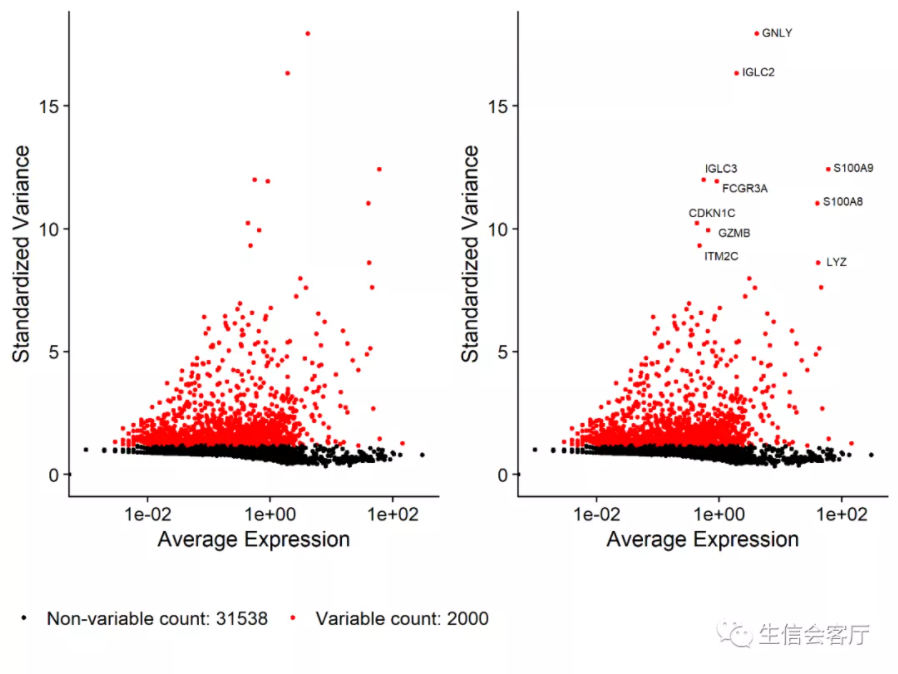 Standardized Variance
15
10
5
0
1e-02 1e+00 1e+02
Average Expression
Standardized Variance
15
10
5
0
GNLY
IGLC2
IGLC3
S100A9
FCGR3A
S100A8
CDKN1C
GZMB
ITM2C
LYZ
1e-02 1e+00 1e+02
Average Expression
Non-variable count: 31538 Variable count: 2000
生信会客厅